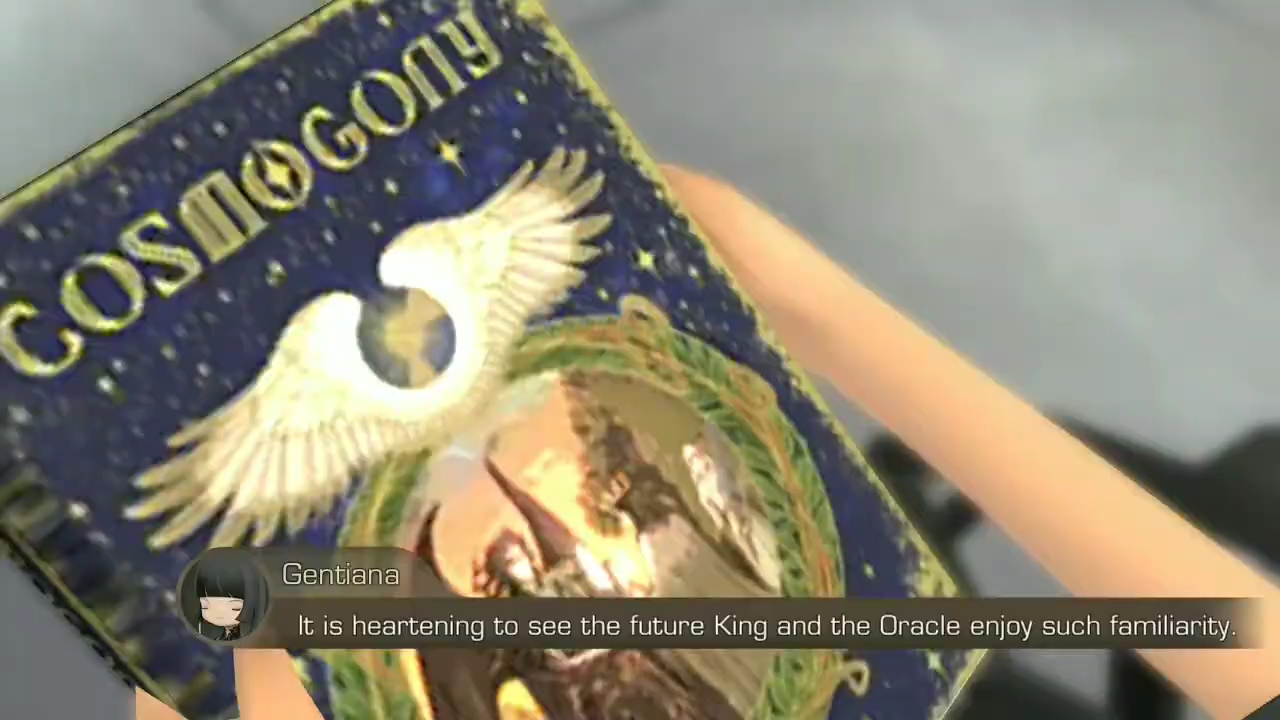 COSMOGONY
Gentiana
It is heartening to see the future King and the Oracle enjoy such familiarity.